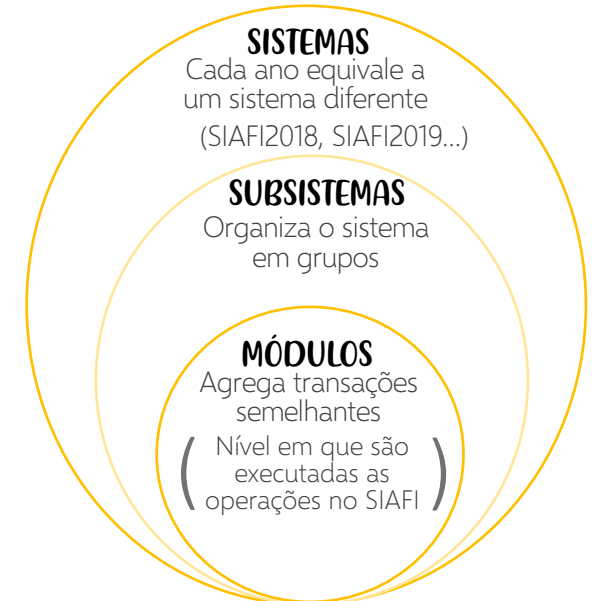 SISTEMAS
Cada ano equivale a
um sistema diferente
(SIAFI2018, SIAFI2019...)
SUBSISTEMAS
Organiza o sistema
em grupos
MÓDULOS
Agrega transações
semelhantes
( Nível em que são
executadas as
operações no SIAFI )